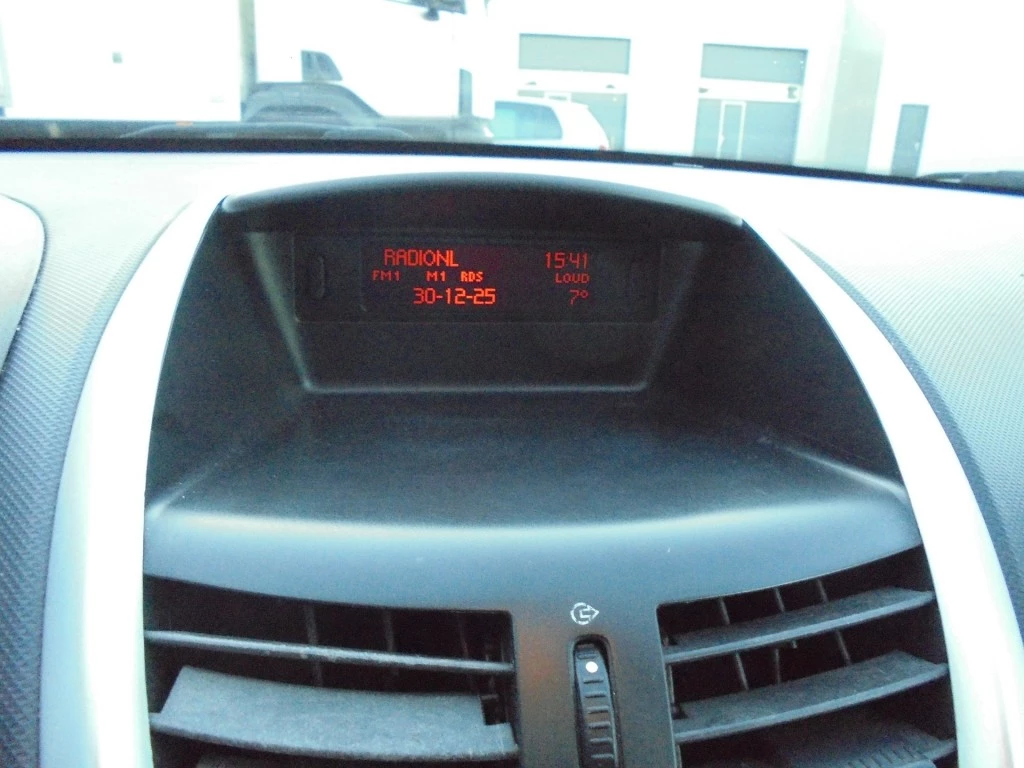 RADIONL 15:41
FM1 M1 RDS LOUD
30-12-25 7°